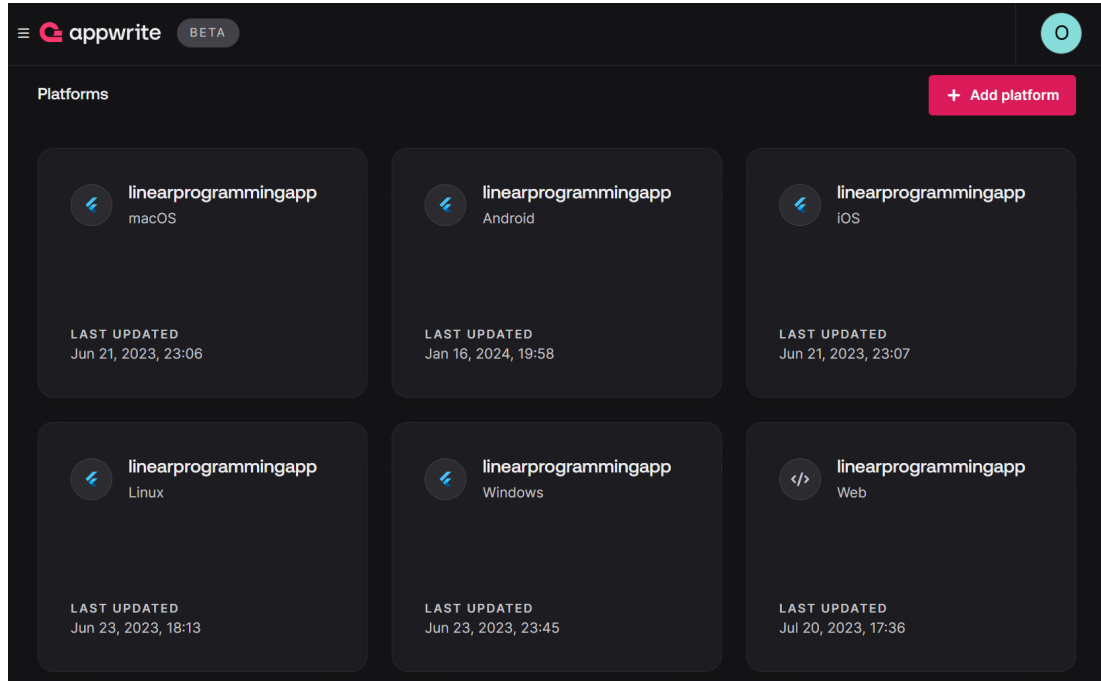 appwrite BETA O
Platforms
+ Add platform
linearprogrammingapp
macOS
LAST UPDATED
Jun 21, 2023, 23:06
linearprogrammingapp
Android
LAST UPDATED
Jan 16, 2024, 19:58
linearprogrammingapp
iOS
LAST UPDATED
Jun 21, 2023, 23:07
linearprogrammingapp
Linux
LAST UPDATED
Jun 23, 2023, 18:13
linearprogrammingapp
Windows
LAST UPDATED
Jun 23, 2023, 23:45
</> linearprogrammingapp
Web
LAST UPDATED
Jul 20, 2023, 17:36